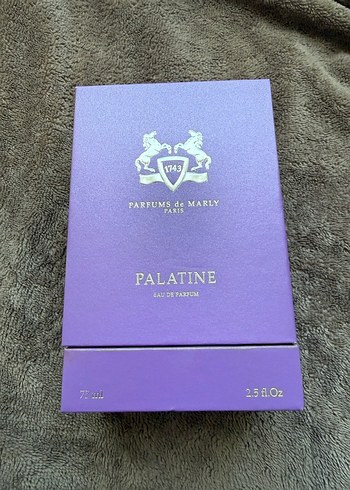 1743
PARFUMS de MARLY
PARIS
PALATINE
EAU DE PARFUM
75 ml
2.5 fl.Oz